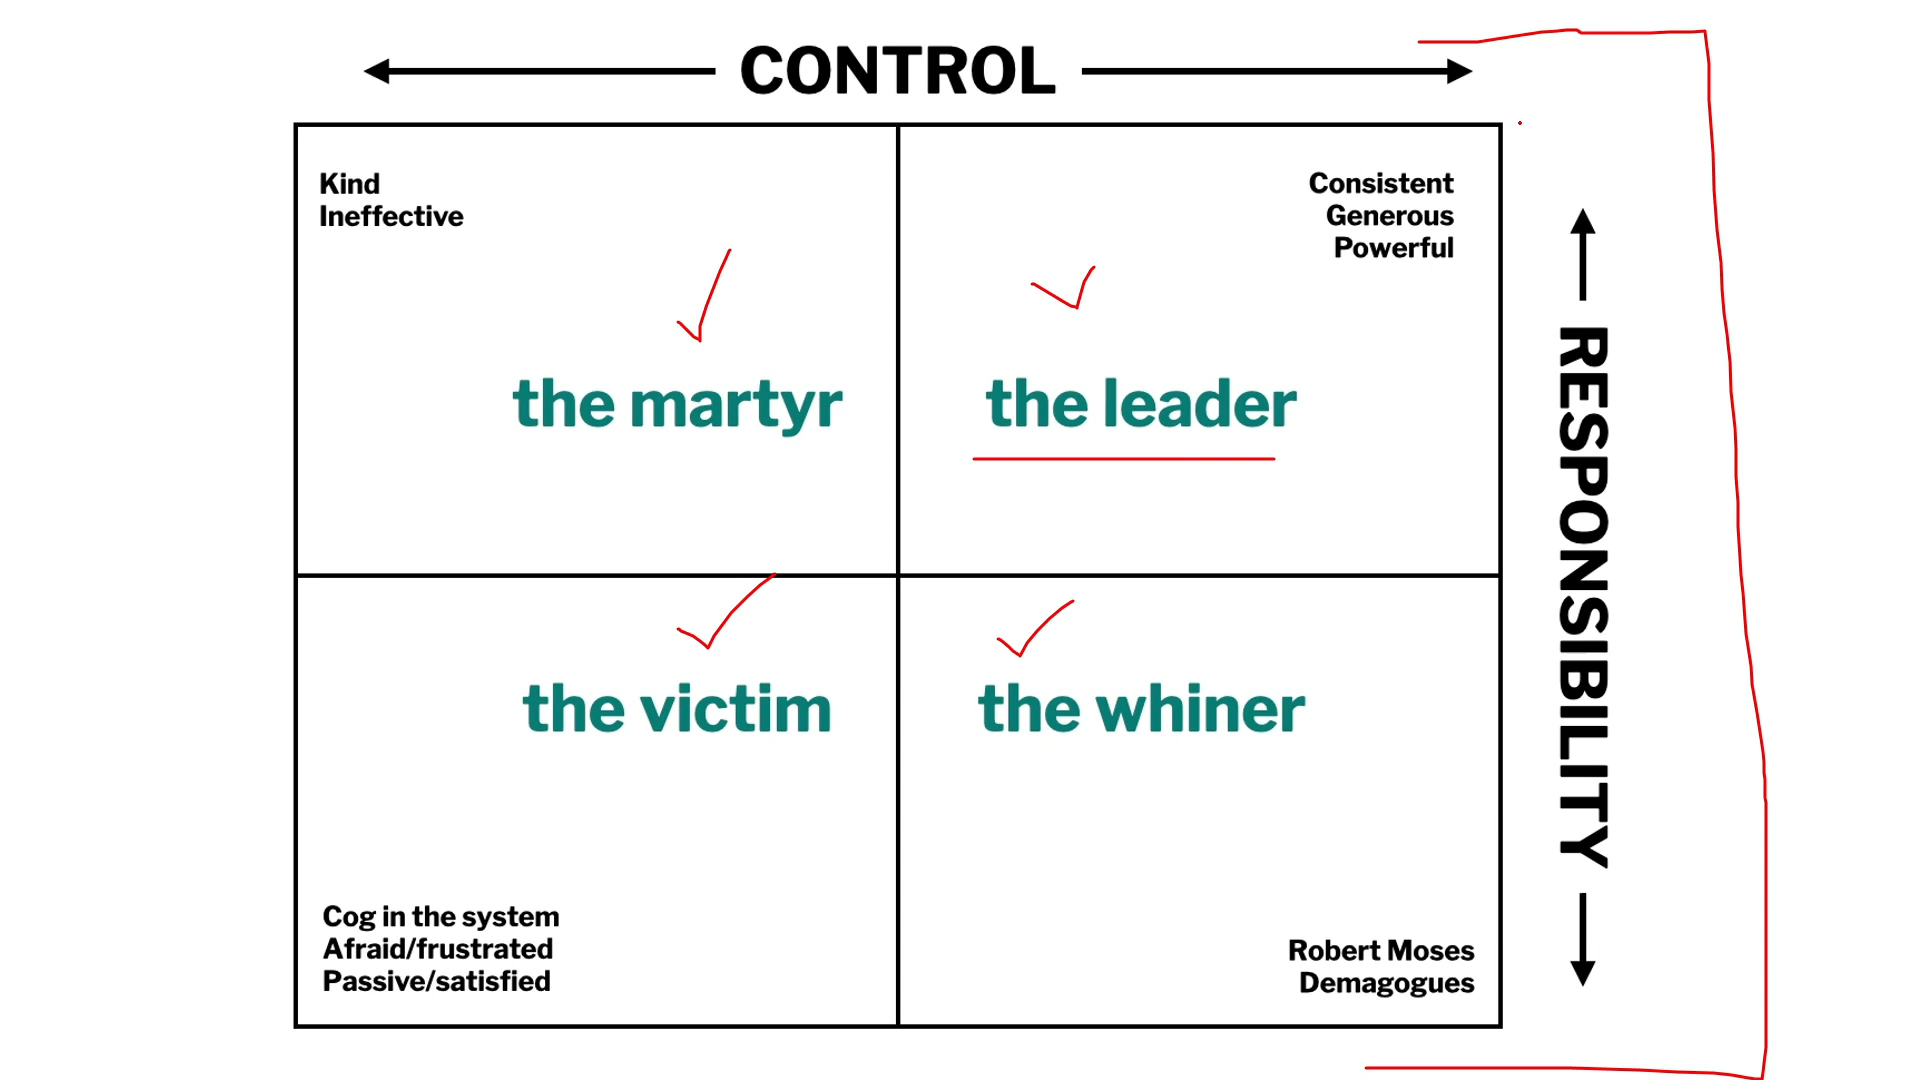 CONTROL
Kind
Ineffective
Consistent
Generous
Powerful
the martyr
the leader
RESPONSIBILITY
the victim
the whiner
Cog in the system
Afraid/frustrated
Passive/satisfied
Robert Moses
Demagogues